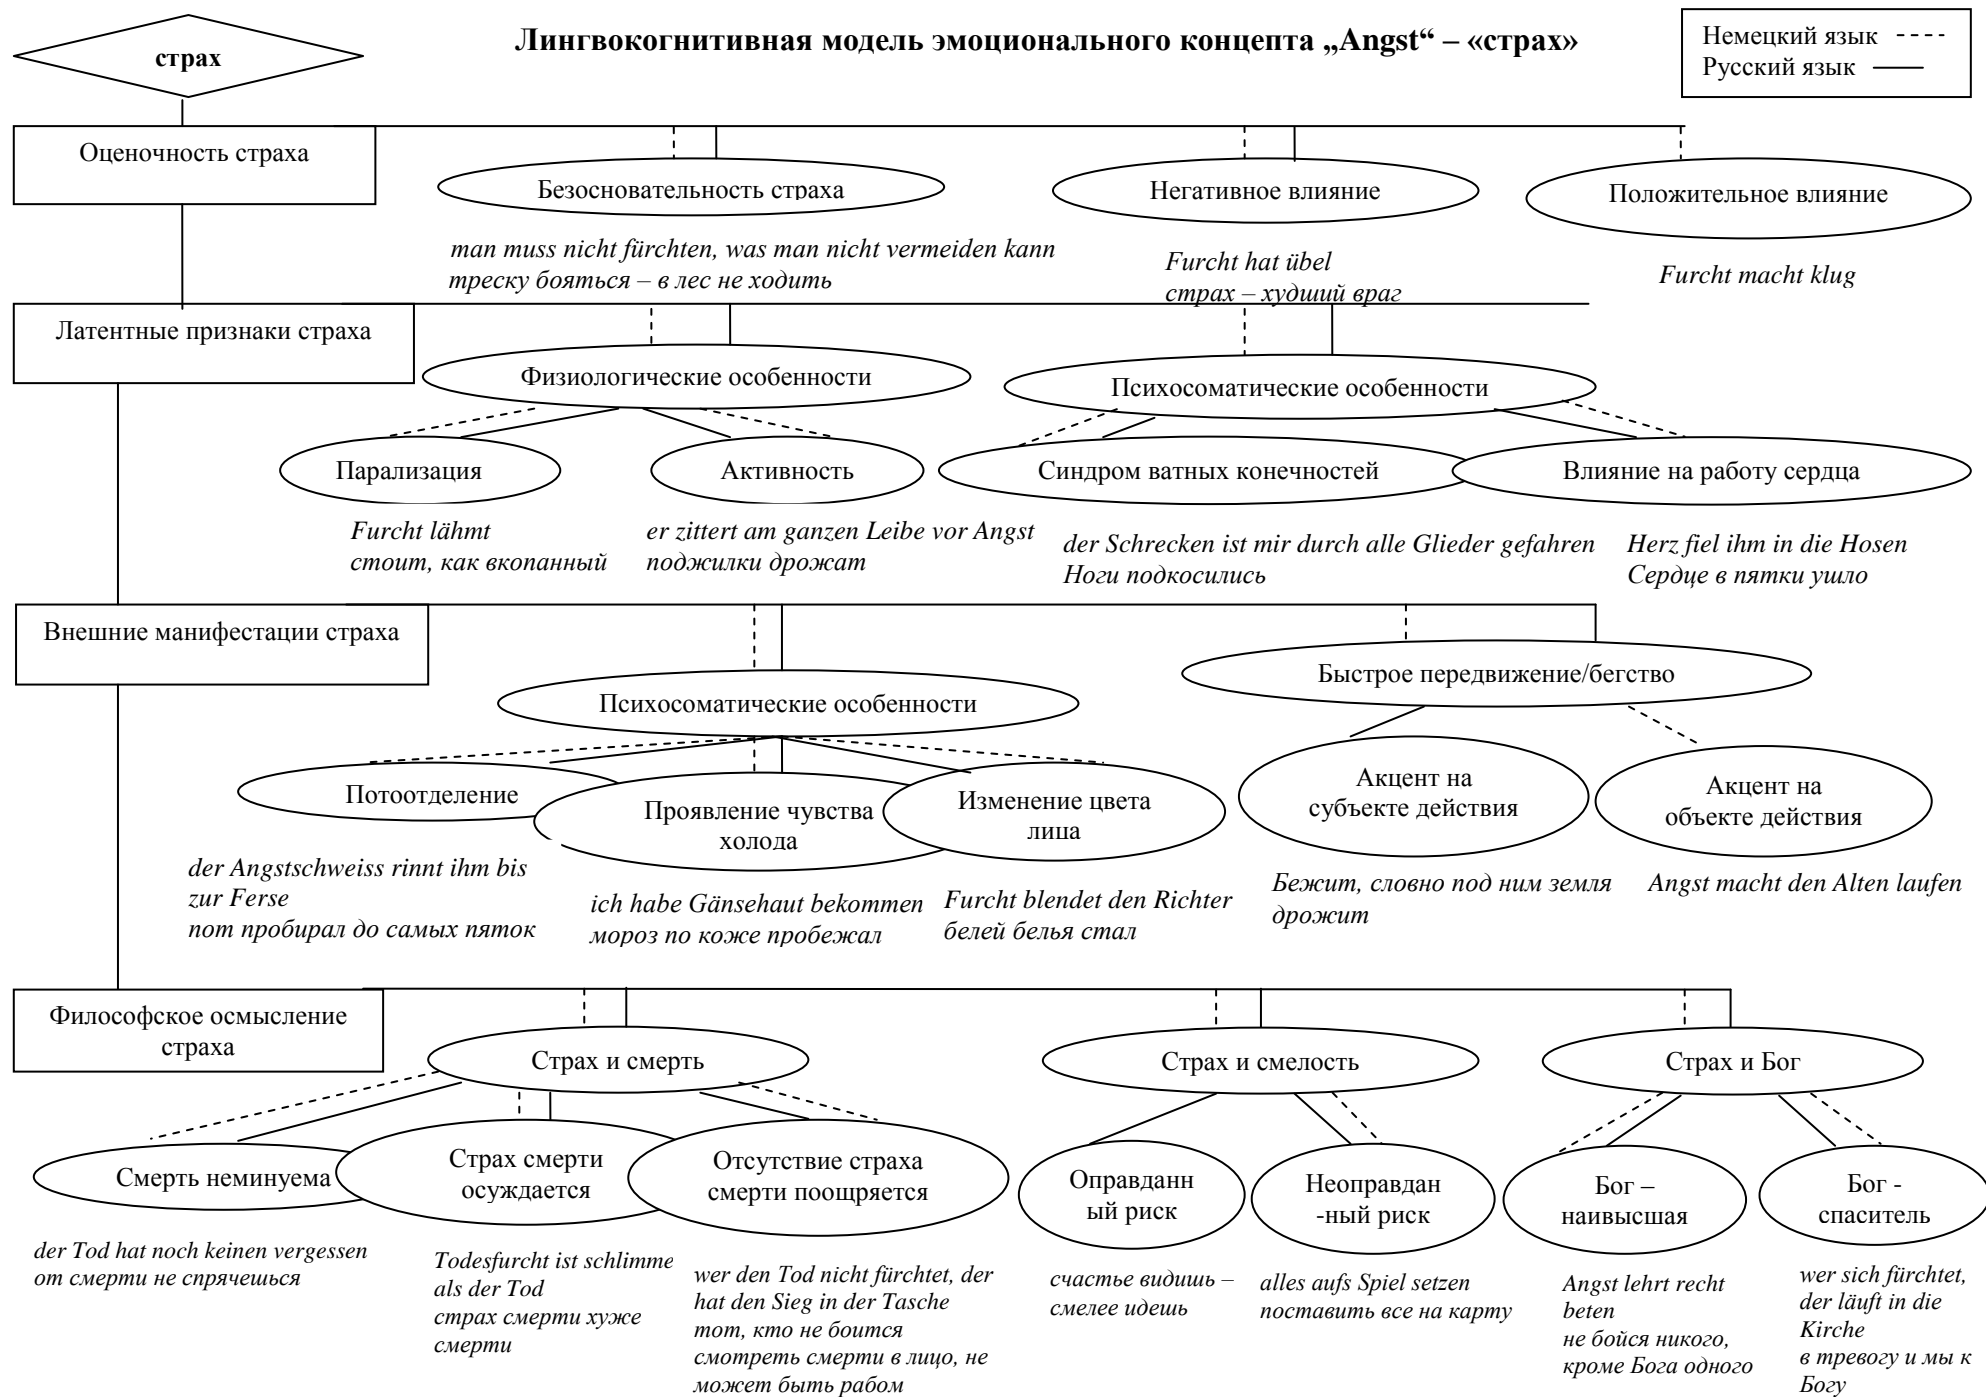 страх
Лингвокогнитивная модель эмоционального концепта „Angst“ – «страх»
Немецкий язык ----
Русский язык ——
Оценочность страха
Безосновательность страха
Негативное влияние
Положительное влияние
man muss nicht fürchten, was man nicht vermeiden kann
треску бояться – в лес не ходить
Furcht hat übel
страх – худший враг
Furcht macht klug
Латентные признаки страха
Физиологические особенности
Психосоматические особенности
Парализация
Активность
Синдром ватных конечностей
Влияние на работу сердца
Furcht lähmt
стоит, как вкопанный
er zittert am ganzen Leibe vor Angst
поджилки дрожат
der Schrecken ist mir durch alle Glieder gefahren
Ноги подкосились
Herz fiel ihm in die Hosen
Сердце в пятки ушло
Внешние манифестации страха
Психосоматические особенности
Быстрое передвижение/бегство
Потоотделение
Проявление чувства
холода
Изменение цвета
лица
Акцент на
субъекте действия
Акцент на
объекте действия
der Angstschweiss rinnt ihm bis
zur Ferse
пот пробирал до самых пяток
ich habe Gänsehaut bekommen
мороз по коже пробежал
Furcht blendet den Richter
белей белья стал
Бежит, словно под ним земля
дрожит
Angst macht den Alten laufen
Философское осмысление
страха
Страх и смерть
Страх и смелость
Страх и Бог
Смерть неминуема
Страх смерти
осуждается
Отсутствие страха
смерти поощряется
Оправданн
ый риск
Неоправдан
-ный риск
Бог –
наивысшая
Бог -
спаситель
der Tod hat noch keinen vergessen
от смерти не спрячешься
Todesfurcht ist schlimme
als der Tod
страх смерти хуже
смерти
wer den Tod nicht fürchtet, der
hat den Sieg in der Tasche
тот, кто не боится
смотреть смерти в лицо, не
может быть рабом
счастье видишь –
смелее идешь
alles aufs Spiel setzen
поставить все на карту
Angst lehrt recht
beten
не бойся никого,
кроме Бога одного
wer sich fürchtet,
der läuft in die
Kirche
в тревогу и мы к
Богу